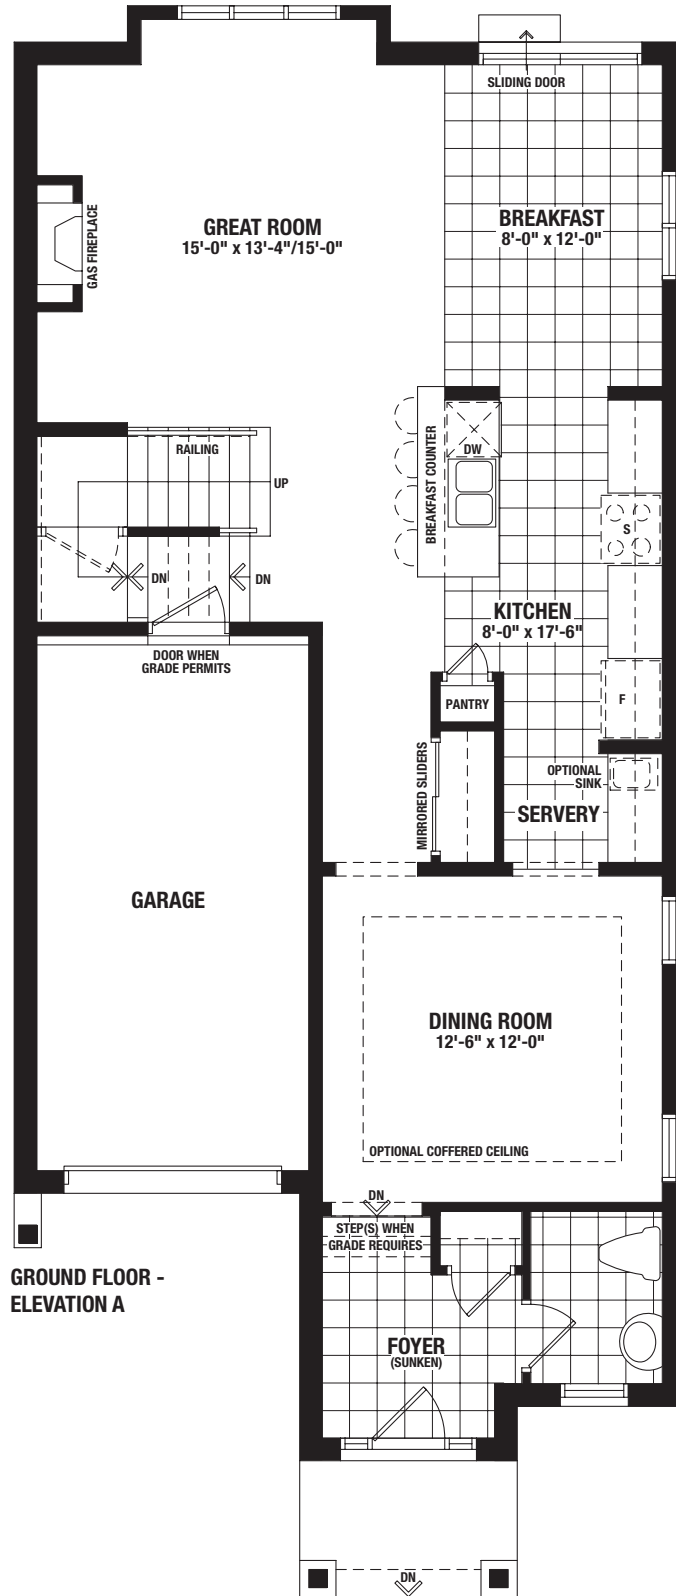 SLIDING DOOR
GREAT ROOM
15'-0" x 13'-4"/15'-0"
BREAKFAST
8'-0" x 12'-0"
GAS FIREPLACE
RAILING
UP
DN
DN
BREAKFAST COUNTER
DW
S
KITCHEN
8'-0" x 17'-6"
DOOR WHEN
GRADE PERMITS
PANTRY
F
MIRRORED SLIDERS
OPTIONAL
SINK
SERVERY
GARAGE
DINING ROOM
12'-6" x 12'-0"
OPTIONAL COFFERED CEILING
DN
STEP(S) WHEN
GRADE REQUIRES
GROUND FLOOR -
ELEVATION A
FOYER
(SUNKEN)
DN